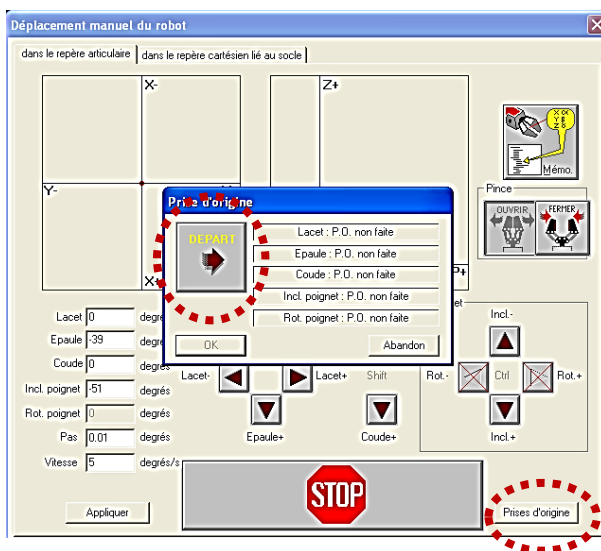 Déplacement manuel du robot
dans le repère articulaire
dans le repère cartésien lié au socle
X-
Z+
Y-
X+
P+
X α
Y β
Z δ
Mémo.
Pince
OUVRIR
FERMER
Prise d'origine
DEPART
Lacet : P.O. non faite
Epaule : P.O. non faite
Coude : P.O. non faite
Incl. poignet : P.O. non faite
Rot. poignet : P.O. non faite
OK
Abandon
Lacet 0 degré
Epaule -39 degré
Coude 0 degrés
Incl. poignet -51 degrés
Rot. poignet 0 degrés
Pas 0.01 degrés
Vitesse 5 degrés/s
Appliquer
Lacet-
Lacet+
Shift
Epaule+
Coude+
et
Incl.-
Rot.-
Ctrl
Rot.+
Incl.+
STOP
Prises d'origine